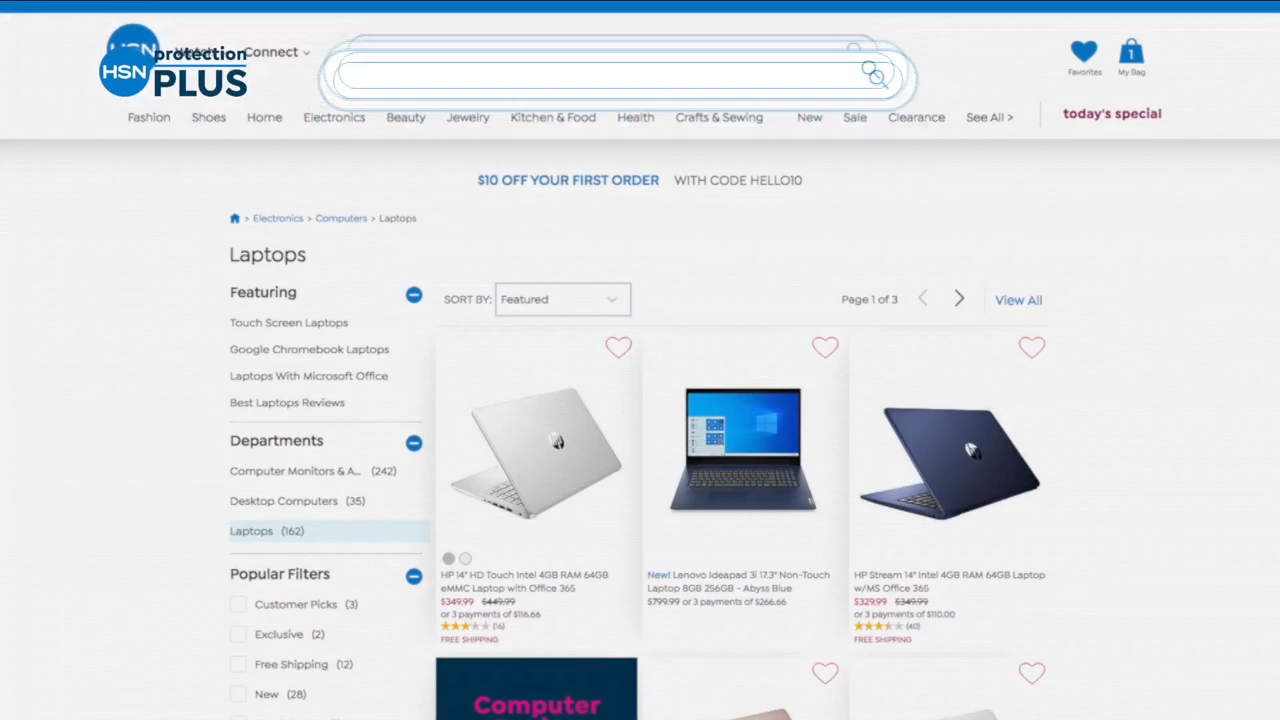 HSN
Watch
Connect
HSN
protection
PLUS
1
Favorites
My Bag
Fashion
Shoes
Home
Electronics
Beauty
Jewelry
Kitchen & Food
Health
Crafts & Sewing
New
Sale
Clearance
See All >
today's special
$10 OFF YOUR FIRST ORDER WITH CODE HELLO10
> Electronics > Computers > Laptops
Laptops
Featuring
Touch Screen Laptops
Google Chromebook Laptops
Laptops With Microsoft Office
Best Laptops Reviews
Departments
Computer Monitors & A... (242)
Desktop Computers (35)
Laptops (162)
Popular Filters
Customer Picks (3)
Exclusive (2)
Free Shipping (12)
New (28)
SORT BY: Featured
Page 1 of 3
View All
HP 14" HD Touch Intel 4GB RAM 64GB
eMMC Laptop with Office 365
$349.99 $449.99
or 3 payments of $116.66
(16)
FREE SHIPPING
New! Lenovo Ideapad 3i 17.3" Non-Touch
Laptop 8GB 256GB - Abyss Blue
$799.99 or 3 payments of $266.66
HP Stream 14" Intel 4GB RAM 64GB Laptop
w/MS Office 365
$329.99 $349.99
or 3 payments of $110.00
(40)
FREE SHIPPING
Computer